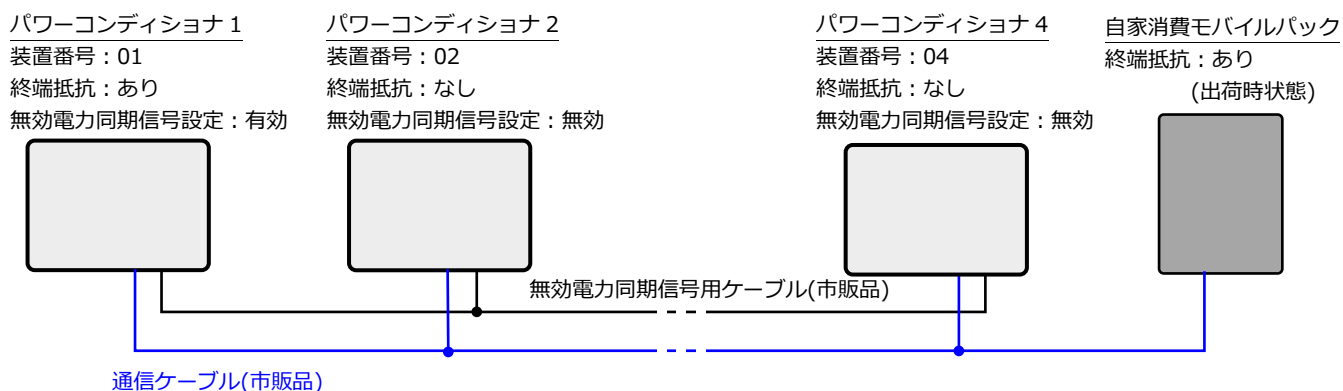 パワーコンディショナ 1
装置番号：01
終端抵抗：あり
無効電力同期信号設定：有効
パワーコンディショナ 2
装置番号：02
終端抵抗：なし
無効電力同期信号設定：無効
パワーコンディショナ 4
装置番号：04
終端抵抗：なし
無効電力同期信号設定：無効
自家消費モバイルパック
終端抵抗：あり
(出荷時状態)
無効電力同期信号用ケーブル(市販品)
通信ケーブル(市販品)